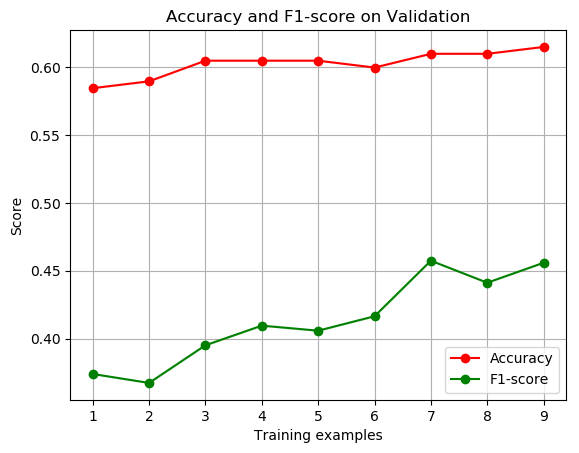 Accuracy and F1-score on Validation
0.60
0.55
0.50
0.45
0.40
Score
1 2 3 4 5 6 7 8 9
Training examples
Accuracy
F1-score